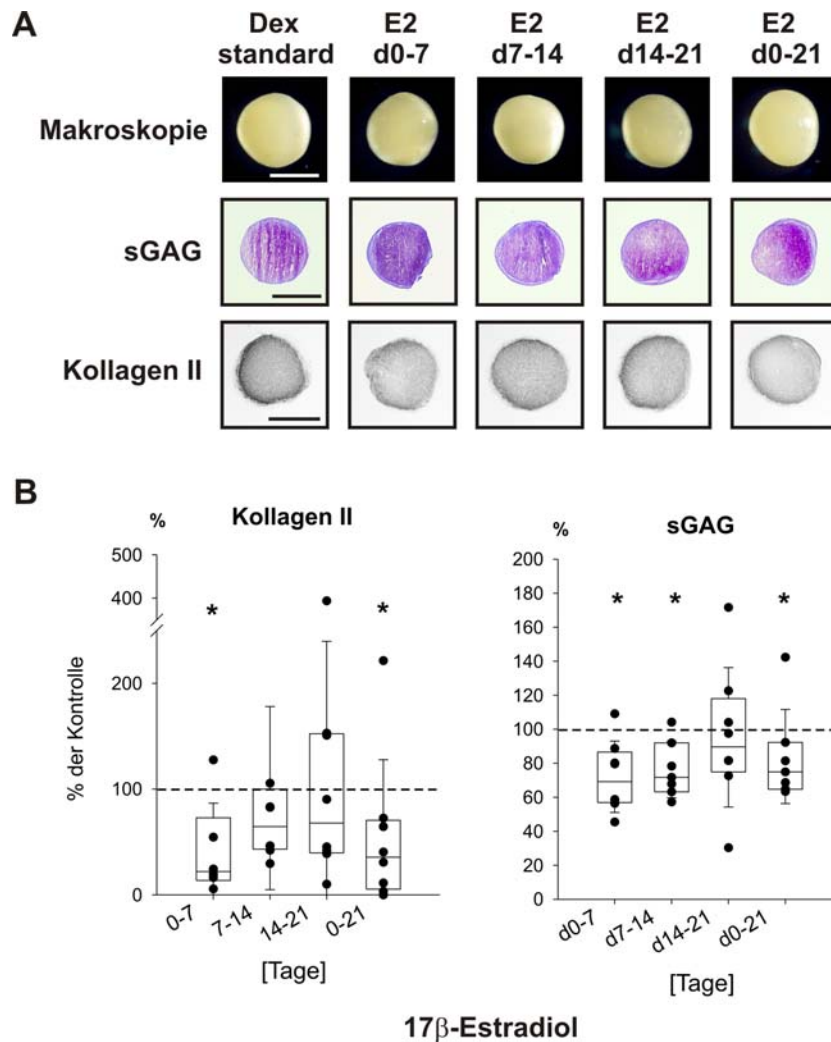 A
Dex standard
E2 d0-7
E2 d7-14
E2 d14-21
E2 d0-21
Makroskopie
sGAG
Kollagen II
B
%
Kollagen II
500
400
200
100
0
% der Kontrolle
*
*
0-7
7-14
14-21
0-21
[Tage]
%
sGAG
200
180
160
140
120
100
80
60
40
20
0
*
*
*
d0-7
d7-14
d14-21
d0-21
[Tage]
17β-Estradiol